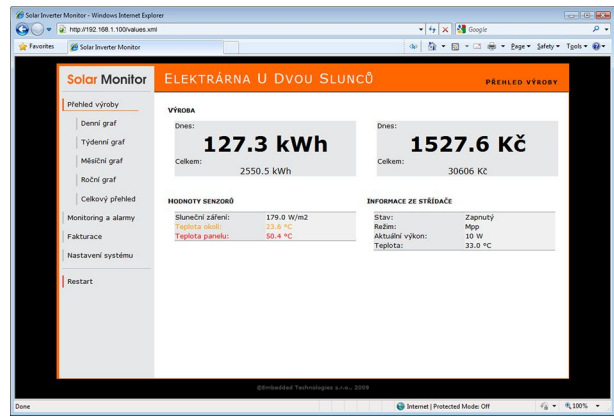 Solar Inverter Monitor - Windows Internet Explorer
http://192.168.1.100/values.xml
Google
Favorites
Solar Inverter Monitor
Page
Safety
Tools
Solar Monitor
ELEKTRÁRNA U DVOU SLUNCŮ
PŘEHLED VÝROBY
Přehled výroby
Denní graf
Týdenní graf
Měsíční graf
Roční graf
Celkový přehled
Monitoring a alarmy
Fakturace
Nastavení systému
Restart
VÝROBA
Dnes:
127.3 kWh
Celkem:
2550.5 kWh
Dnes:
1527.6 Kč
Celkem:
30606 Kč
HODNOTY SENZORŮ
Sluneční záření: 179.0 W/m2
Teplota okolí: 23.6 °C
Teplota panelu: 50.4 °C
INFORMACE ZE STŘÍDAČE
Stav: Zapnutý
Režim: Mpp
Aktuální výkon: 10 W
Teplota: 33.0 °C
©Embedded Technologies s.r.o., 2009
Done
Internet | Protected Mode: Off
100%